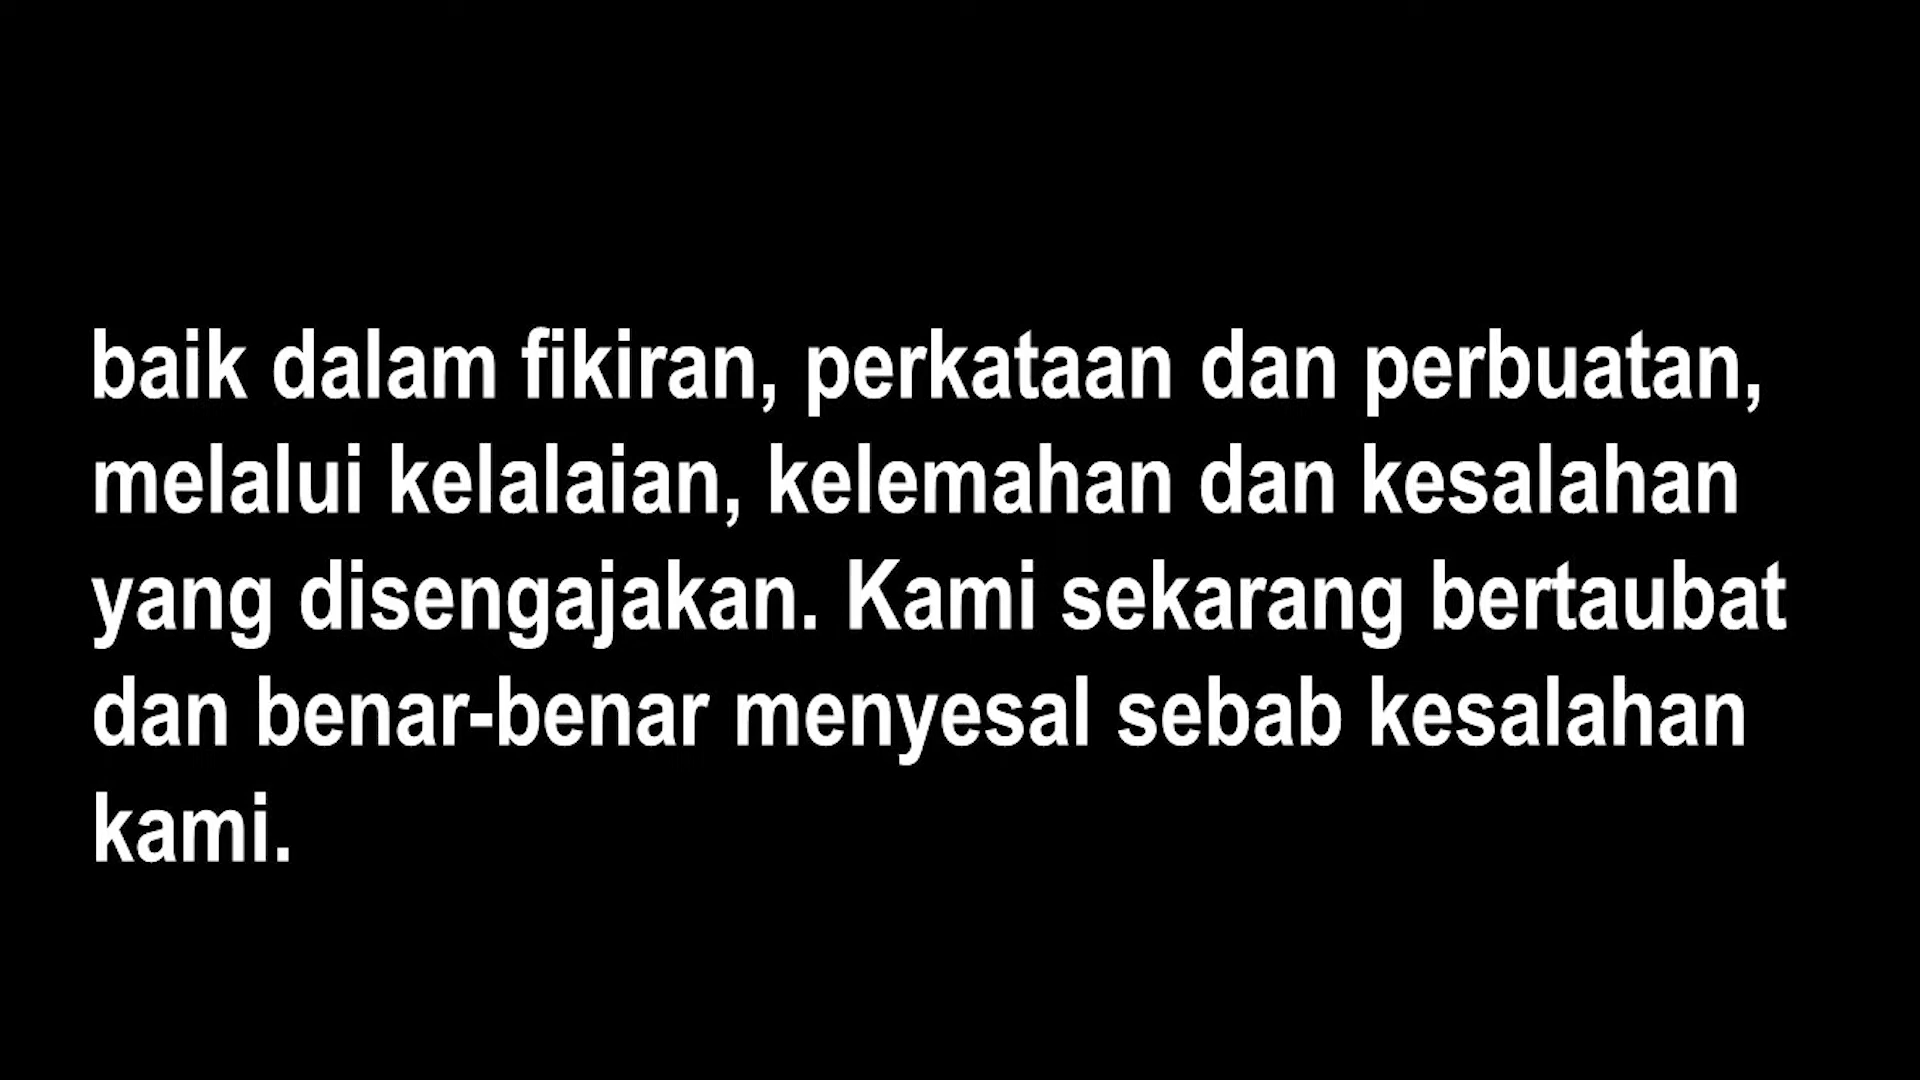 baik dalam fikiran, perkataan dan perbuatan,
melalui kelalaian, kelemahan dan kesalahan
yang disengajakan. Kami sekarang bertaubat
dan benar-benar menyesal sebab kesalahan
kami.